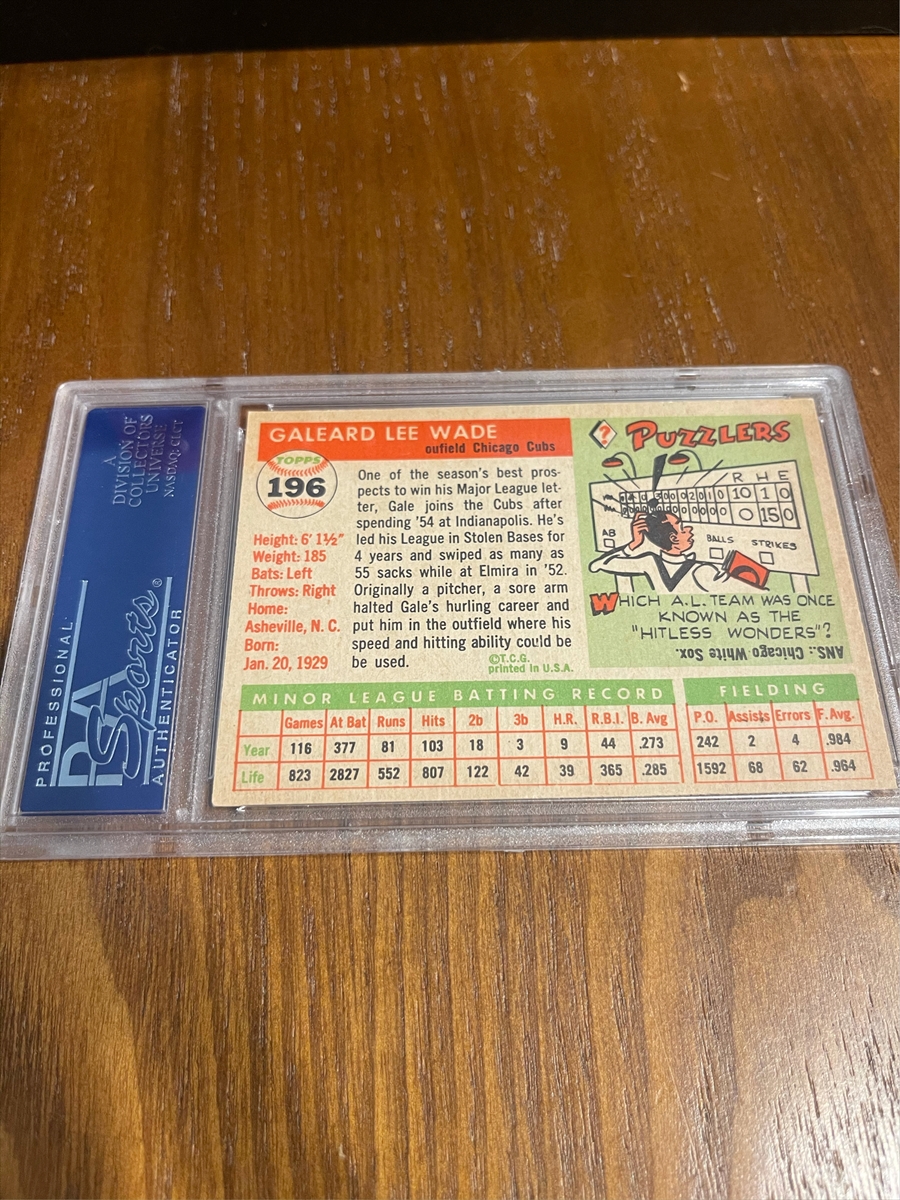 A
DIVISION OF
COLLECTORS
UNIVERSE
NASDAQ: CLCT
PROFESSIONAL
PSA
Sports®
AUTHENTICATOR
GALEARD LEE WADE
oufield Chicago Cubs
TOPPS
196
Height: 6' 1½"
Weight: 185
Bats: Left
Throws: Right
Home:
Asheville, N. C.
Born:
Jan. 20, 1929
One of the season's best pros-
pects to win his Major League let-
ter, Gale joins the Cubs after
spending '54 at Indianapolis. He's
led his League in Stolen Bases for
4 years and swiped as many as
55 sacks while at Elmira in '52.
Originally a pitcher, a sore arm
halted Gale's hurling career and
put him in the outfield where his
speed and hitting ability could be
be used.
©T.C.G.
printed in U.S.A.
? PUZZLERS
R H E
10 1 0
0 15 0
AB
BALLS
STRIKES
WHICH A.L. TEAM WAS ONCE
KNOWN AS THE
"HITLESS WONDERS"?
ANS.: Chicago White Sox.
MINOR LEAGUE BATTING RECORD
Games At Bat Runs Hits 2b 3b H.R. R.B.I. B. Avg
Year 116 377 81 103 18 3 9 44 .273
Life 823 2827 552 807 122 42 39 365 .285
FIELDING
P.O. Assists Errors F. Avg.
242 2 4 .984
1592 68 62 .964